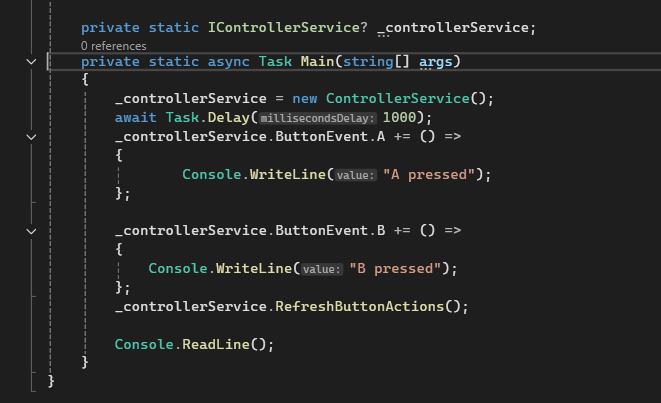 private static IControllerService? _controllerService;
0 references
private static async Task Main(string[] args)
{
_controllerService = new ControllerService();
await Task.Delay(millisecondsDelay: 1000);
_controllerService.ButtonEvent.A += () =>
{
Console.WriteLine(value: "A pressed");
};
_controllerService.ButtonEvent.B += () =>
{
Console.WriteLine(value: "B pressed");
};
_controllerService.RefreshButtonActions();
Console.ReadLine();
}
}